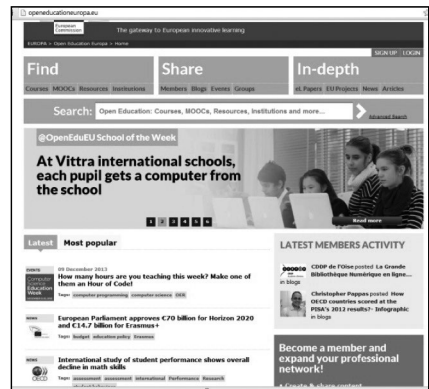 openeducationeuropa.eu
European
Commission
The gateway to European innovative learning
EUROPA > Open Education Europa > Home
SIGN UP LOGIN
Find
Courses MOOCs Resources Institutions
Share
Members Blogs Events Groups
In-depth
eL Papers EU Projects News Articles
Search: Open Education: Courses, MOOCs, Resources, Institutions and more...
Advanced Search
@OpenEduEU School of the Week
At Vittra international schools,
each pupil gets a computer from
the school
1 2 3 4 5 6
Read more
Latest Most popular
EVENTS
Computer
Science
Education
Week
09 December 2013
How many hours are you teaching this week? Make one of
them an Hour of Code!
Tags: computer programming computer science OER
NEWS
European Parliament approves €70 billion for Horizon 2020
and €14.7 billion for Erasmus+
Tags: budget education policy Erasmus
NEWS
OECD
International study of student performance shows overall
decline in math skills
Tags: assessment assessment international Performance Research
LATEST MEMBERS ACTIVITY
CDDP de l'Oise posted La Grande
Bibliothèque Numérique en ligne...
in blogs
Christopher Pappas posted How
OECD countries scored at the
PISA's 2012 results?- Infographic
in blogs
Become a member and
expand your professional
network!